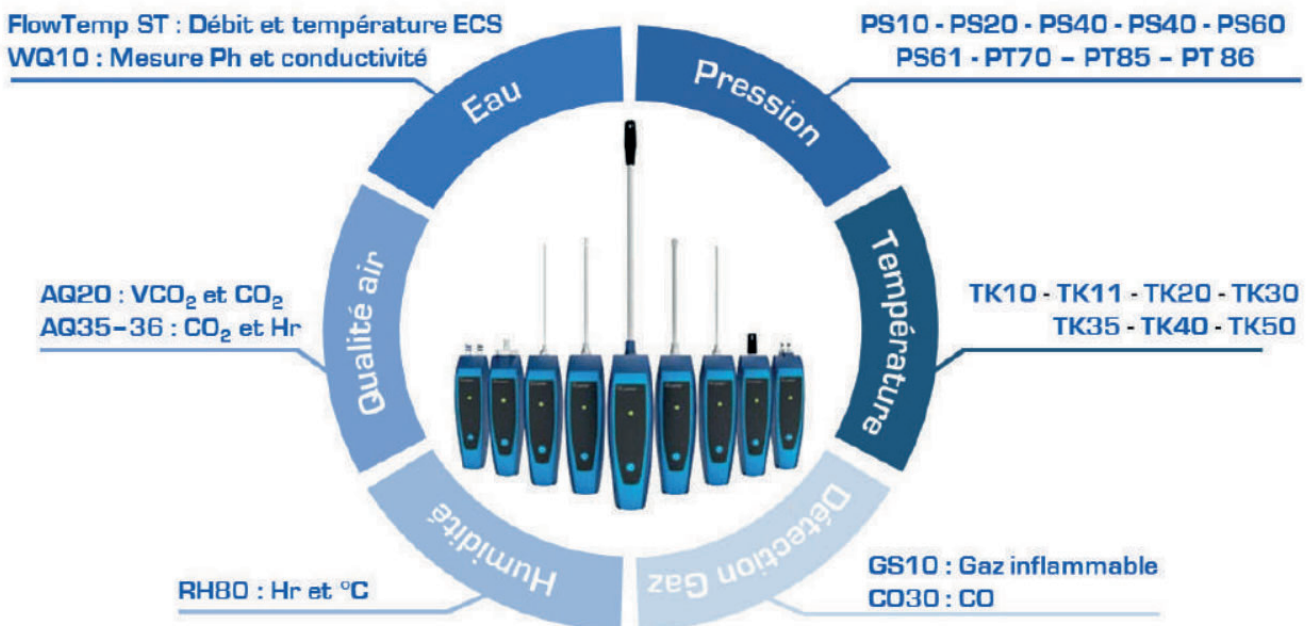 FlowTemp ST : Débit et température ECS
WQ10 : Mesure Ph et conductivité
Eau
PS10 - PS20 - PS40 - PS40 - PS60
PS61 - PT70 – PT85 – PT 86
Pression
AQ20 : VCO₂ et CO₂
AQ35–36 : CO₂ et Hr
Qualité air
TK10 - TK11 - TK20 - TK30
TK35 - TK40 - TK50
Température
RH80 : Hr et °C
Humidité
GS10 : Gaz inflammable
CO30 : CO
Détection Gaz